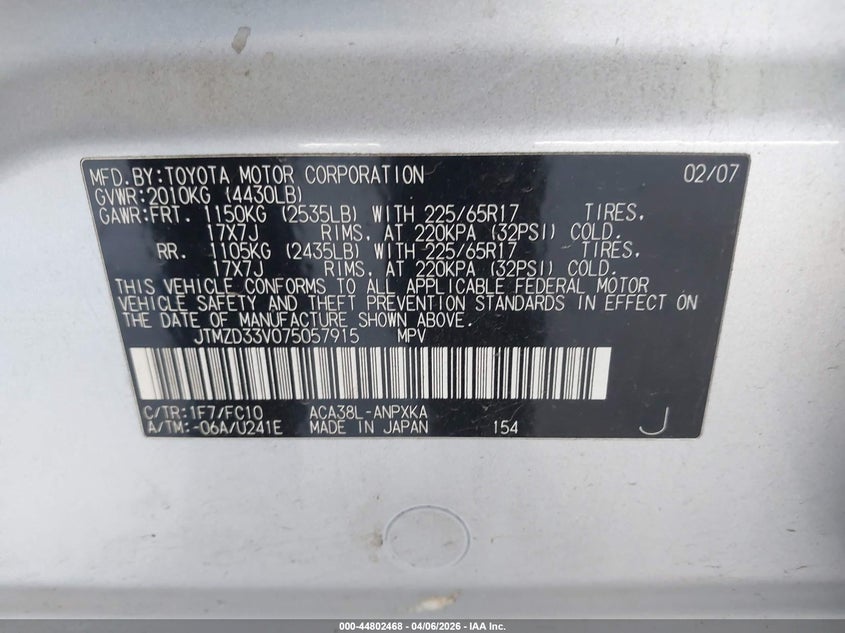 MFD.BY:TOYOTA MOTOR CORPORATION 02/07
GVWR:2010KG (4430LB)
GAWR:FRT. 1150KG (2535LB) WITH 225/65R17 TIRES,
17X7J RIMS, AT 220KPA (32PSI) COLD.
RR. 1105KG (2435LB) WITH 225/65R17 TIRES,
17X7J RIMS, AT 220KPA (32PSI) COLD.
THIS VEHICLE CONFORMS TO ALL APPLICABLE FEDERAL MOTOR
VEHICLE SAFETY AND THEFT PREVENTION STANDARDS IN EFFECT ON
THE DATE OF MANUFACTURE SHOWN ABOVE.
JTMZD33V075057915 MPV
C/TR:1F7/FC10 ACA38L-ANPXKA
A/TM:-06A/U241E MADE IN JAPAN 154 J
000-44802468 - 04/06/2026 - IAA Inc.